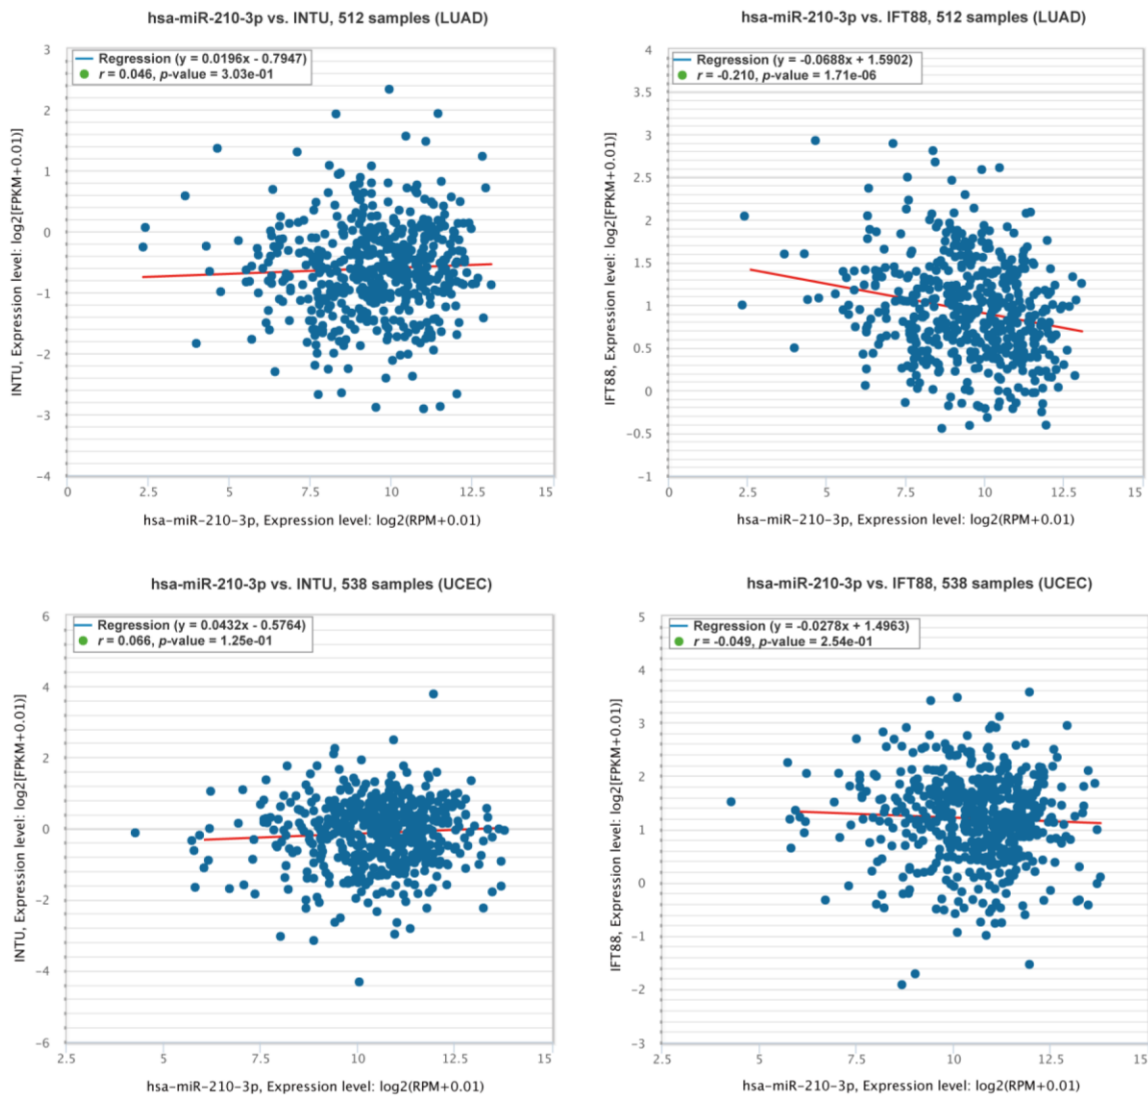 hsa-miR-210-3p vs. INTU, 512 samples (LUAD)
Regression (y = 0.0196x - 0.7947)
r = 0.046, p-value = 3.03e-01
INTU, Expression level: log2[FPKM+0.01)]
3
2
1
0
−1
−2
−3
−4
0 2.5 5 7.5 10 12.5 15
hsa-miR-210-3p, Expression level: log2(RPM+0.01)
hsa-miR-210-3p vs. IFT88, 512 samples (LUAD)
Regression (y = -0.0688x + 1.5902)
r = -0.210, p-value = 1.71e-06
IFT88, Expression level: log2[FPKM+0.01)]
4
3.5
3
2.5
2
1.5
1
0.5
0
−0.5
−1
0 2.5 5 7.5 10 12.5 15
hsa-miR-210-3p, Expression level: log2(RPM+0.01)
hsa-miR-210-3p vs. INTU, 538 samples (UCEC)
Regression (y = 0.0432x - 0.5764)
r = 0.066, p-value = 1.25e-01
INTU, Expression level: log2[FPKM+0.01)]
6
4
2
0
−2
−4
−6
2.5 5 7.5 10 12.5 15
hsa-miR-210-3p, Expression level: log2(RPM+0.01)
hsa-miR-210-3p vs. IFT88, 538 samples (UCEC)
Regression (y = -0.0278x + 1.4963)
r = -0.049, p-value = 2.54e-01
IFT88, Expression level: log2[FPKM+0.01)]
5
4
3
2
1
0
−1
−2
−3
2.5 5 7.5 10 12.5 15
hsa-miR-210-3p, Expression level: log2(RPM+0.01)